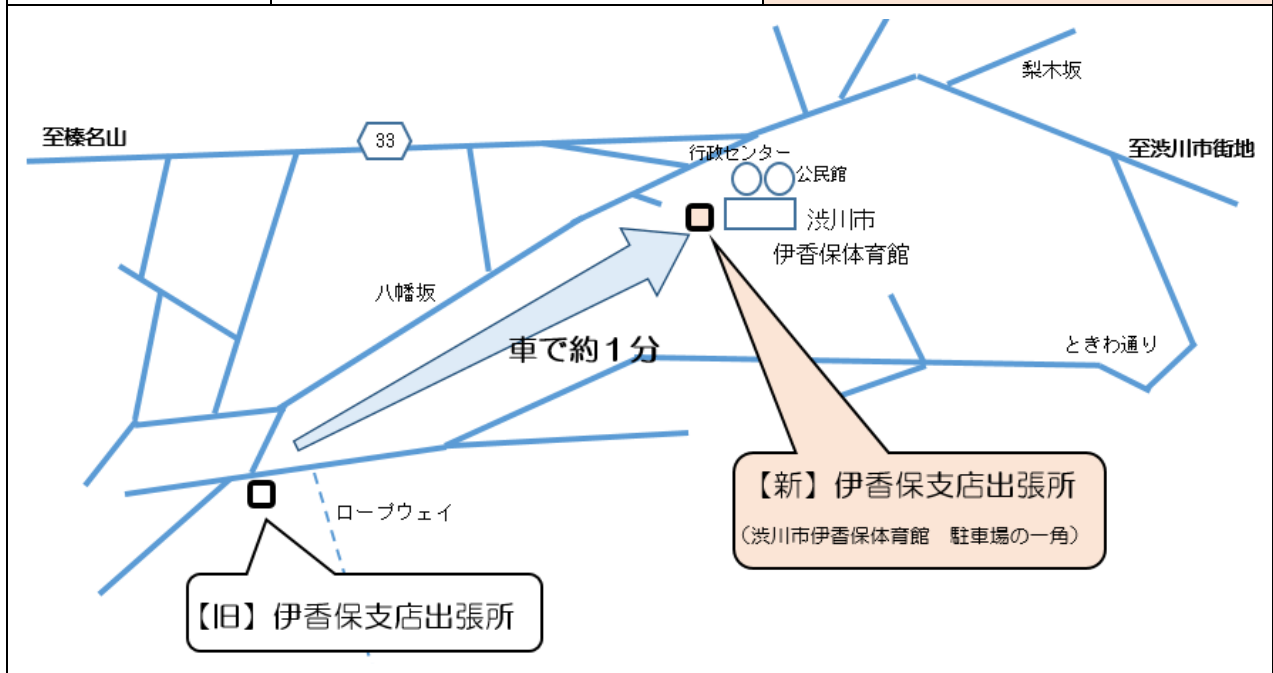 梨木坂
至榛名山
33
至渋川市街地
行政センター
公民館
渋川市
伊香保体育館
八幡坂
車で約１分
ときわ通り
【新】伊香保支店出張所
（渋川市伊香保体育館　駐車場の一角）
ロープウェイ
【旧】伊香保支店出張所